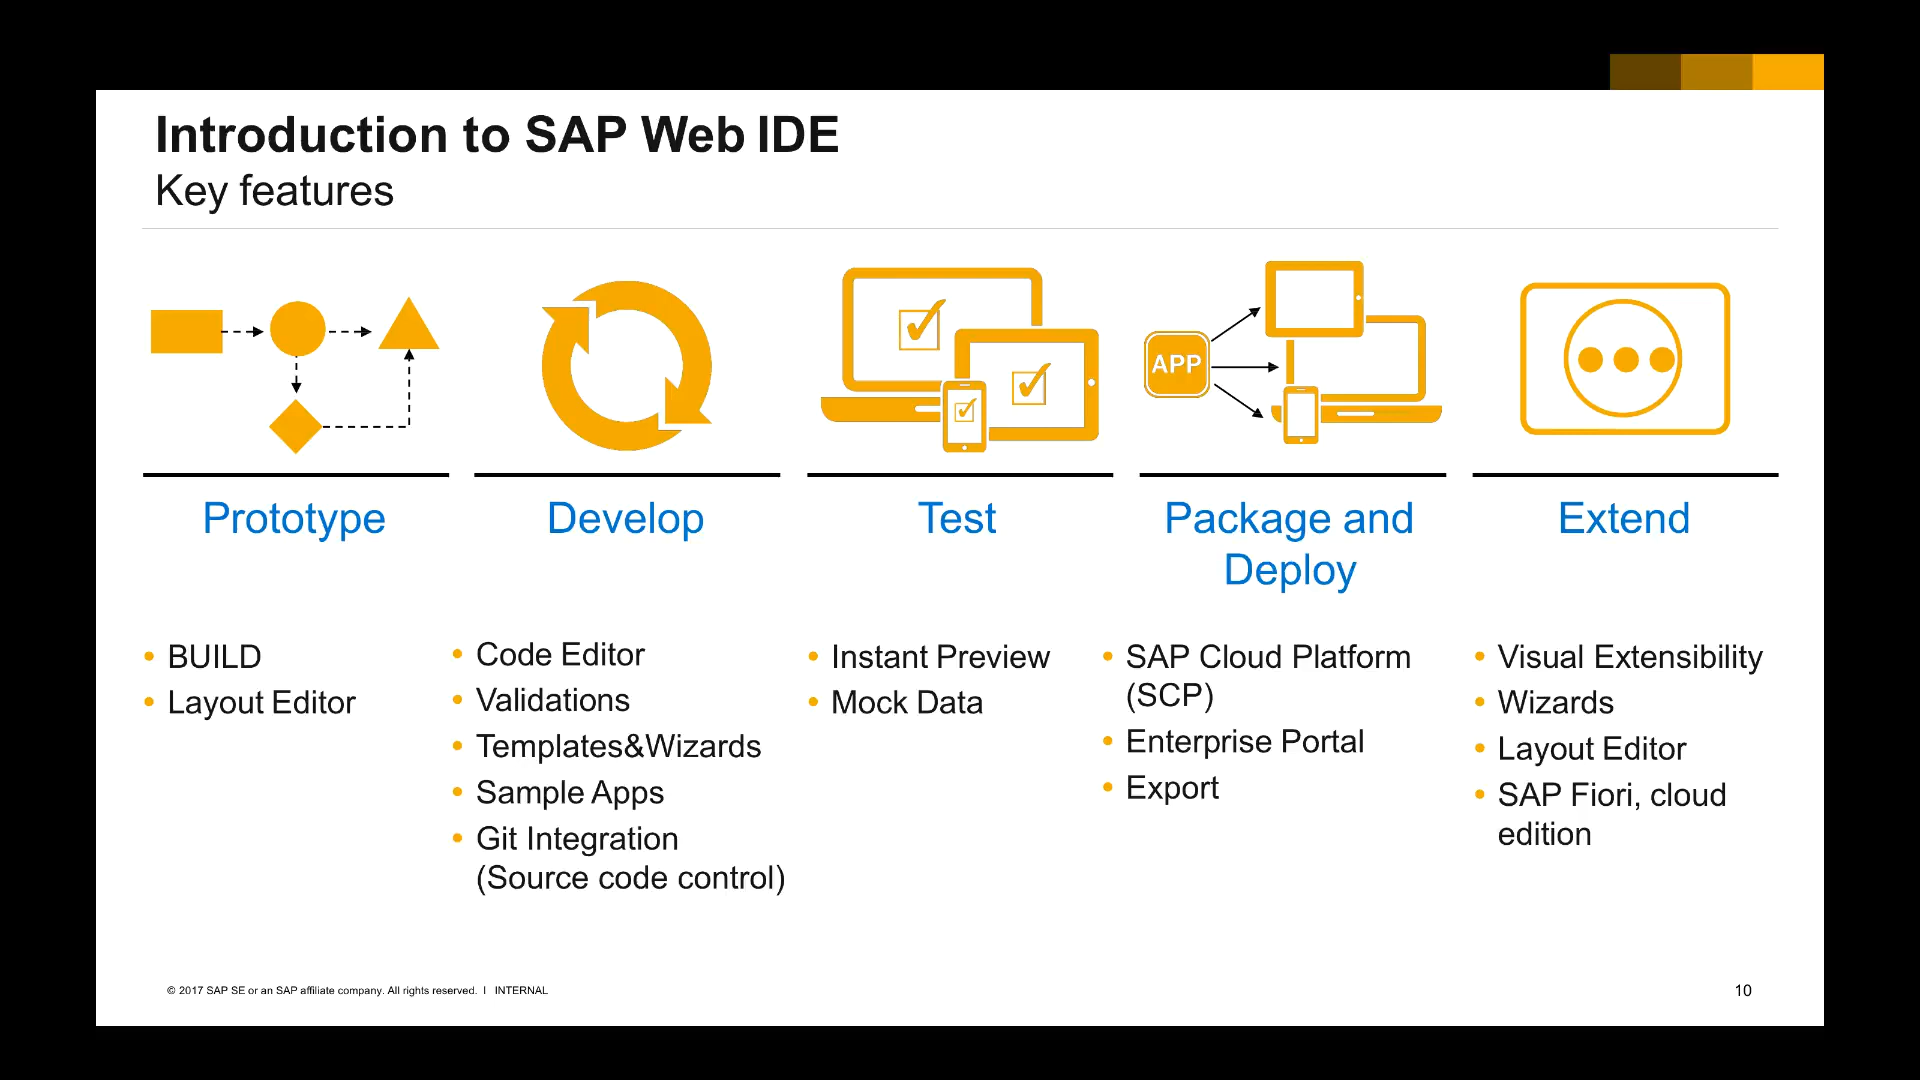 Introduction to SAP Web IDE
Key features
APP
Prototype
Develop
Test
Package and
Deploy
Extend
• BUILD
• Layout Editor
• Code Editor
• Validations
• Templates&Wizards
• Sample Apps
• Git Integration
(Source code control)
• Instant Preview
• Mock Data
• SAP Cloud Platform
(SCP)
• Enterprise Portal
• Export
• Visual Extensibility
• Wizards
• Layout Editor
• SAP Fiori, cloud
edition
© 2017 SAP SE or an SAP affiliate company. All rights reserved. I INTERNAL
10